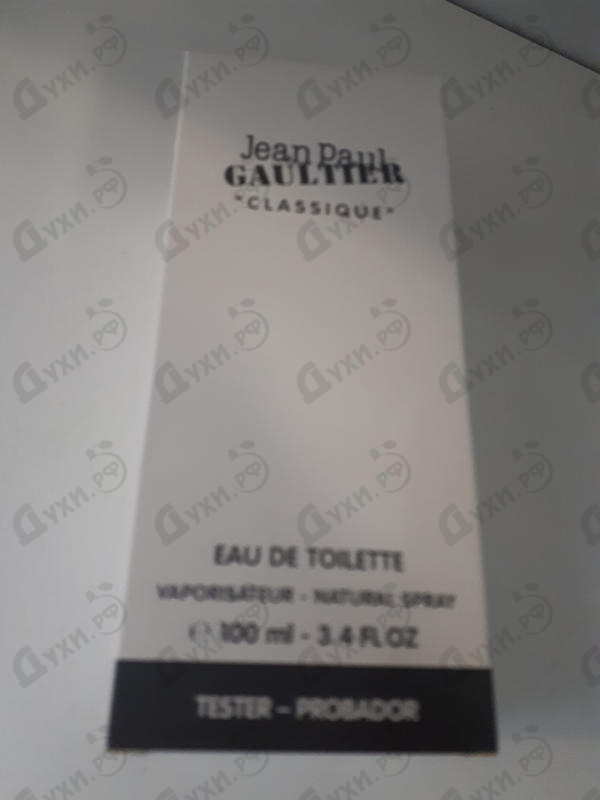 Jean Paul
GAULTIER
"CLASSIQUE"
EAU DE TOILETTE
VAPORISATEUR - NATURAL SPRAY
℮ 100 ml - 3.4 FL OZ
TESTER - PROBADOR
Духи.рф